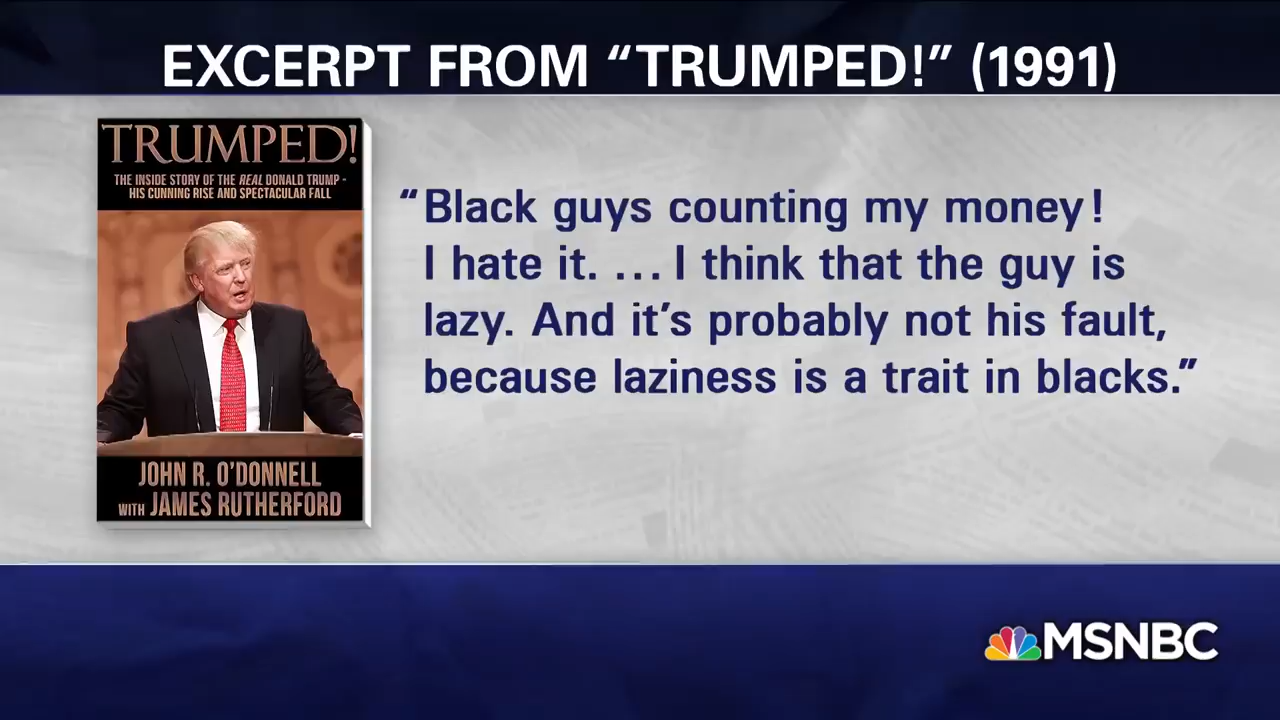 EXCERPT FROM “TRUMPED!” (1991)
TRUMPED!
THE INSIDE STORY OF THE REAL DONALD TRUMP -
HIS CUNNING RISE AND SPECTACULAR FALL
JOHN R. O’DONNELL
WITH JAMES RUTHERFORD
“Black guys counting my money!
I hate it. ...I think that the guy is
lazy. And it’s probably not his fault,
because laziness is a trait in blacks.”
MSNBC